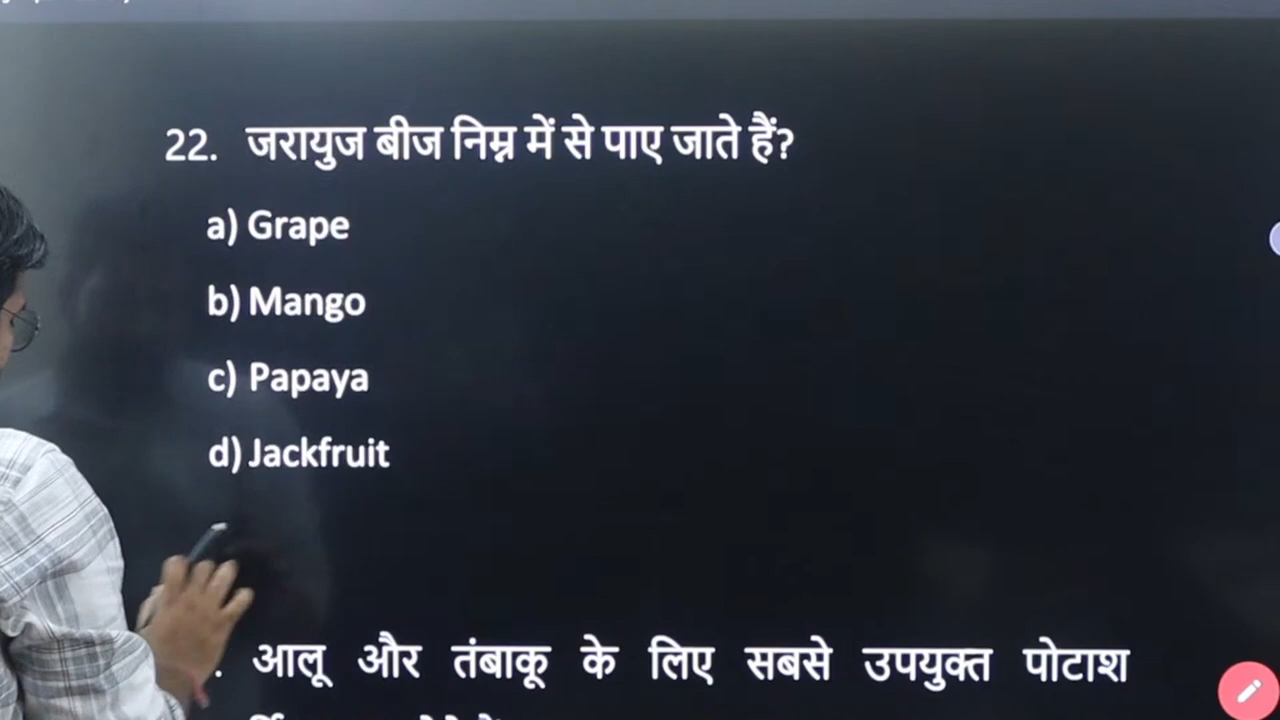 22. जरायुज बीज निम्न में से पाए जाते हैं?
a) Grape
b) Mango
c) Papaya
d) Jackfruit
. आलू और तंबाकू के लिए सबसे उपयुक्त पोटाश